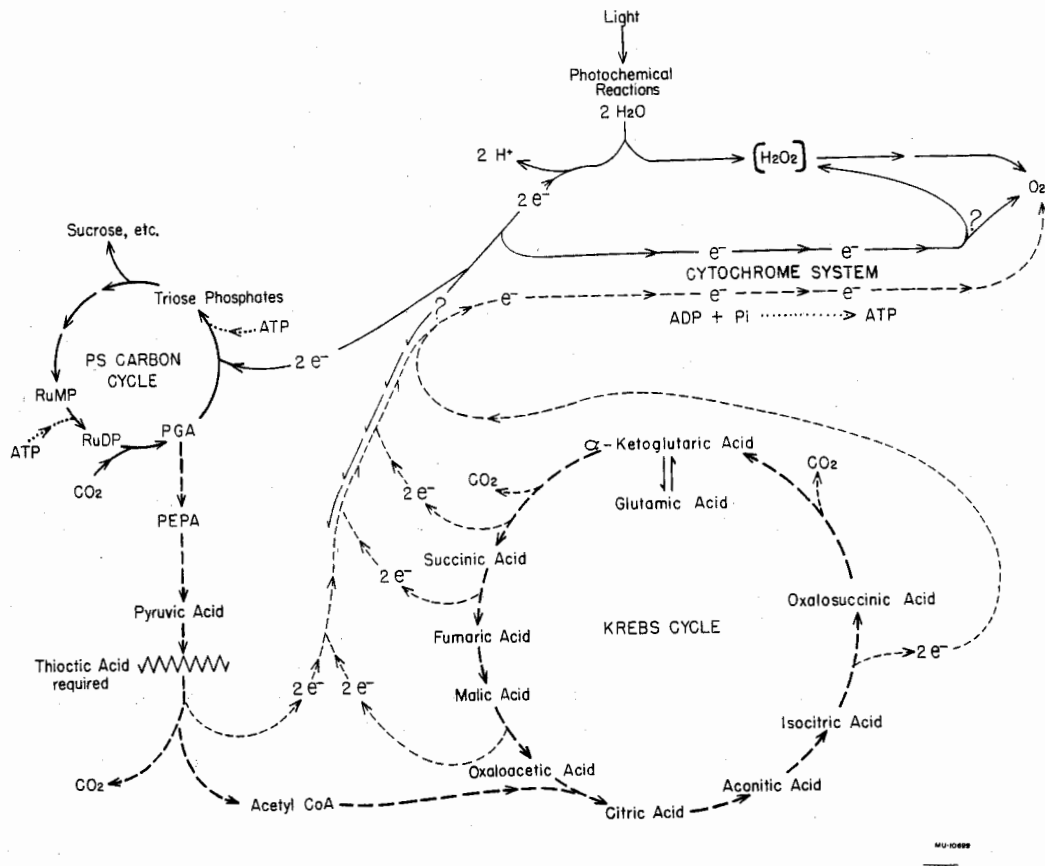 Light
Photochemical
Reactions
2 H2O
2 H+
[H2O2]
O2
2 e-
?
e- e-
CYTOCHROME SYSTEM
e- e- e-
ADP + Pi ATP
Sucrose, etc.
Triose Phosphates
ATP
2 e-
PS CARBON
CYCLE
RuMP
RuDP
PGA
ATP
CO2
?
PEPA
Pyruvic Acid
Thioctic Acid
required
CO2
Acetyl CoA
2 e-
2 e-
2 e-
2 e-
CO2
α-Ketoglutaric Acid
Glutamic Acid
CO2
Succinic Acid
Fumaric Acid
Malic Acid
Oxaloacetic Acid
KREBS CYCLE
Oxalosuccinic Acid
2 e-
Isocitric Acid
Aconitic Acid
Citric Acid
MU-10699